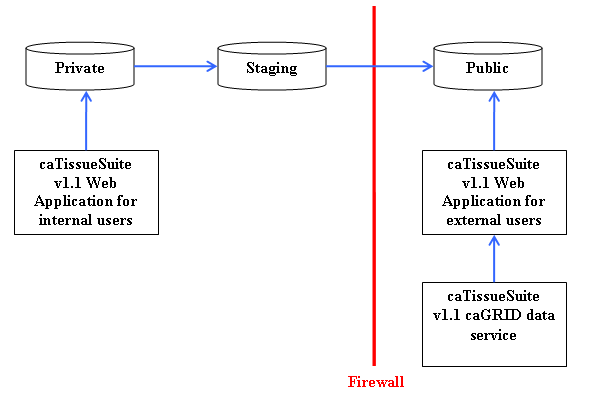 Private
Staging
Public
caTissueSuite
v1.1 Web
Application for
internal users
caTissueSuite
v1.1 Web
Application for
external users
caTissueSuite
v1.1 caGRID data
service
Firewall